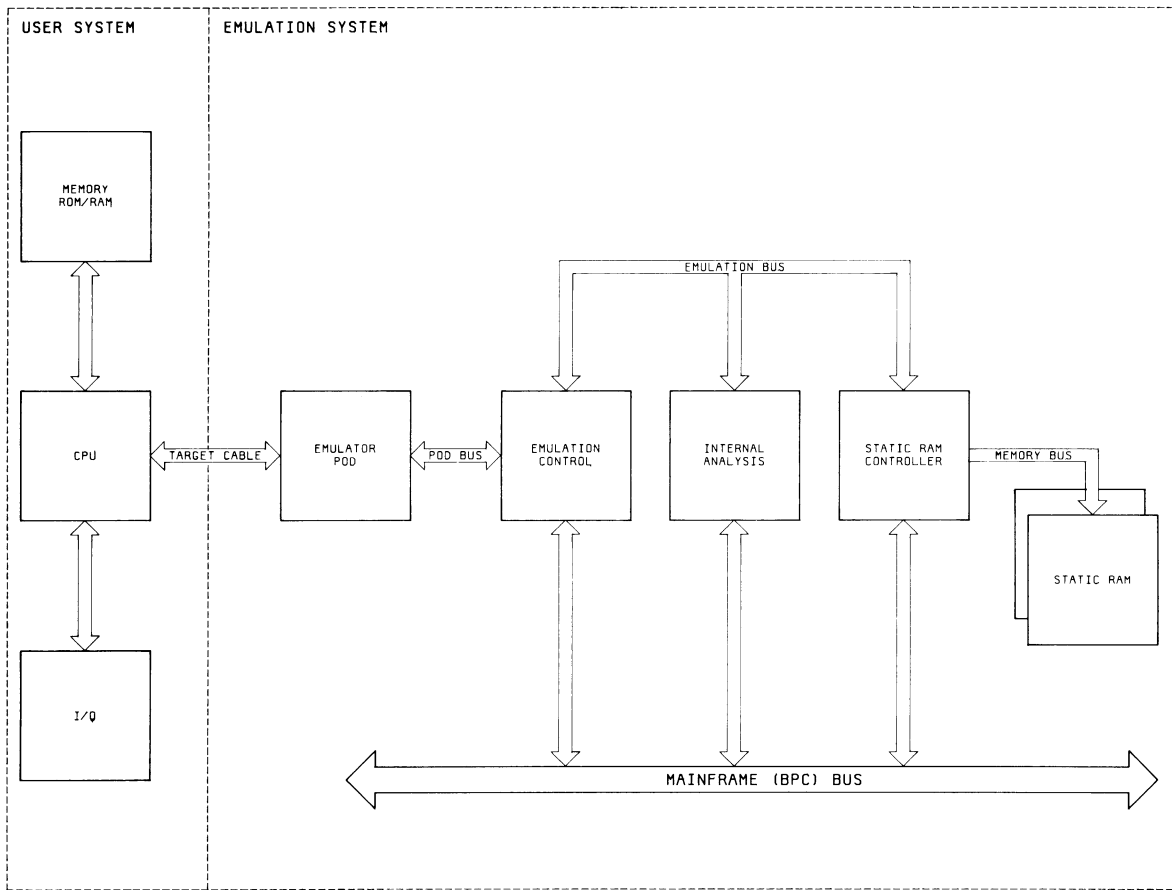 USER SYSTEM
EMULATION SYSTEM
MEMORY
ROM/RAM
EMULATION BUS
CPU
TARGET CABLE
EMULATOR
POD
POD BUS
EMULATION
CONTROL
INTERNAL
ANALYSIS
STATIC RAM
CONTROLLER
MEMORY BUS
STATIC RAM
I/Q
MAINFRAME (BPC) BUS